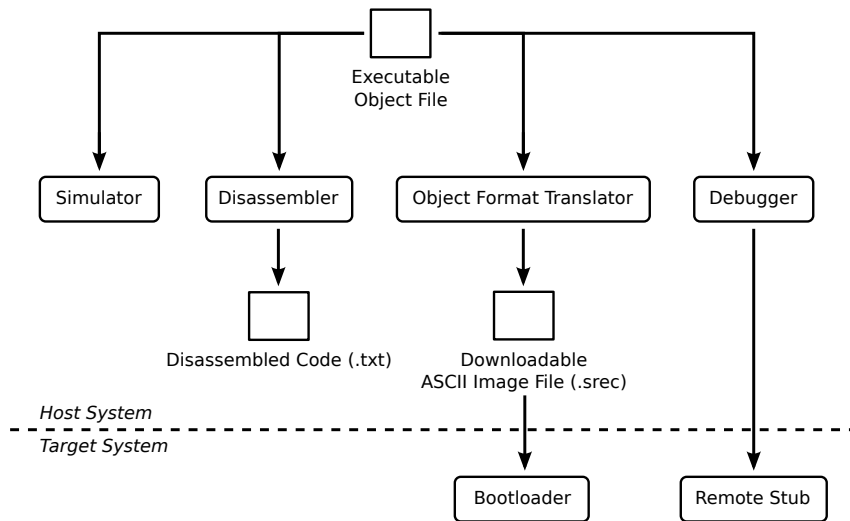 Executable
Object File
Simulator
Disassembler
Object Format Translator
Debugger
Disassembled Code (.txt)
Downloadable
ASCII Image File (.srec)
Host System
Target System
Bootloader
Remote Stub